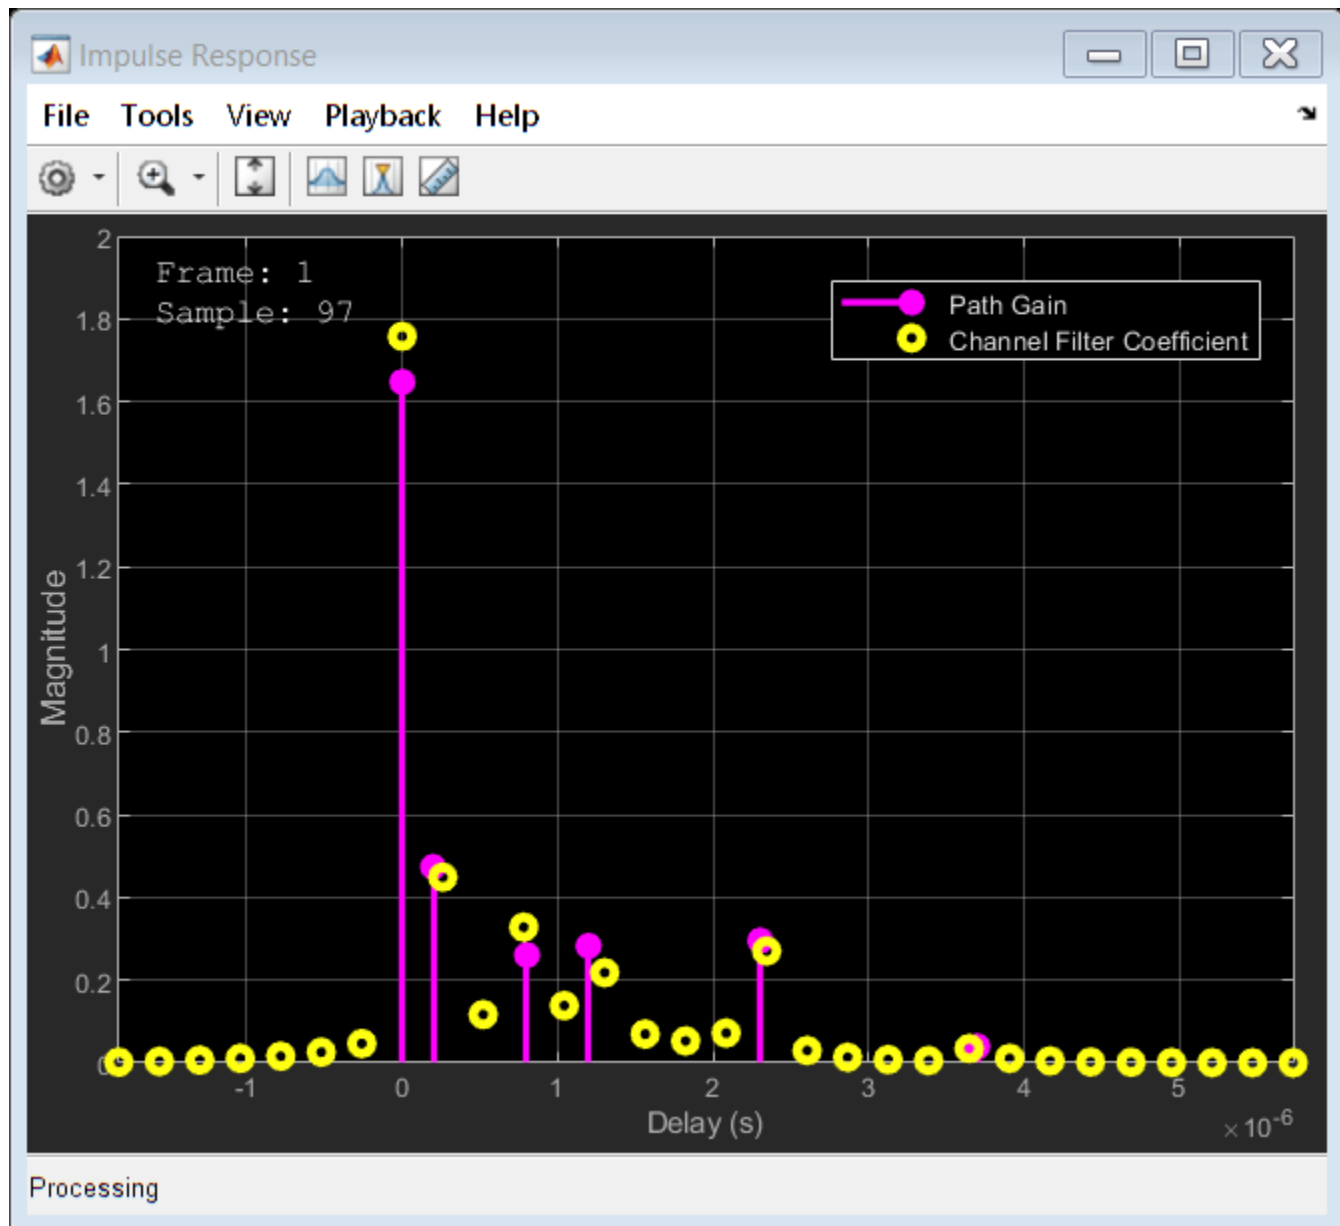 Impulse Response
File Tools View Playback Help
Frame: 1
Sample: 97
Path Gain
Channel Filter Coefficient
2
1.8
1.6
1.4
1.2
1
0.8
0.6
0.4
0.2
0
Magnitude
-1 0 1 2 3 4 5
Delay (s)
×10-6
Processing